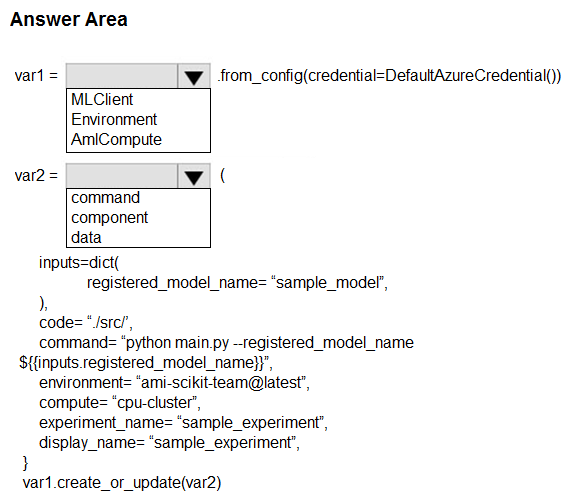 Answer Area
var1 = .from_config(credential=DefaultAzureCredential())
MLClient
Environment
AmlCompute
var2 = (
command
component
data
inputs=dict(
registered_model_name= “sample_model”,
),
code= “./src/’,
command= “python main.py --registered_model_name
${{inputs.registered_model_name}}”,
environment= “ami-scikit-team@latest”,
compute= “cpu-cluster”,
experiment_name= “sample_experiment”,
display_name= “sample_experiment”,
}
var1.create_or_update(var2)